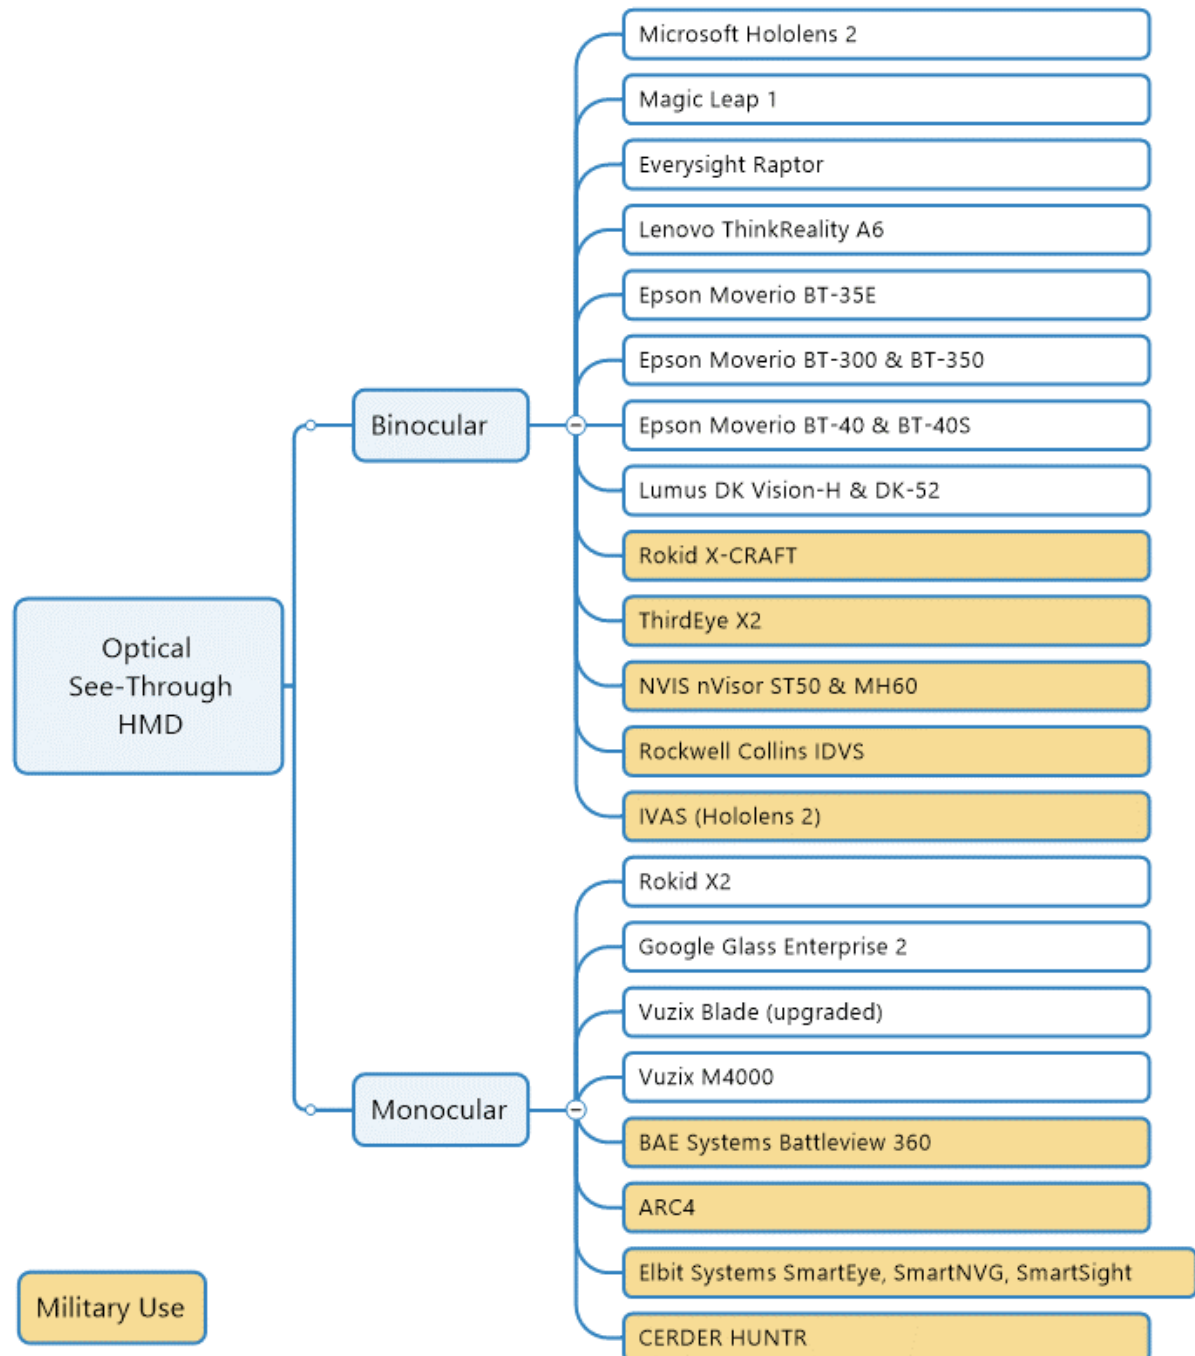 Optical
See-Through
HMD
Binocular
Microsoft Hololens 2
Magic Leap 1
Everysight Raptor
Lenovo ThinkReality A6
Epson Moverio BT-35E
Epson Moverio BT-300 & BT-350
Epson Moverio BT-40 & BT-40S
Lumus DK Vision-H & DK-52
Rokid X-CRAFT
ThirdEye X2
NVIS nVisor ST50 & MH60
Rockwell Collins IDVS
IVAS (Hololens 2)
Monocular
Rokid X2
Google Glass Enterprise 2
Vuzix Blade (upgraded)
Vuzix M4000
BAE Systems Battleview 360
ARC4
Elbit Systems SmartEye, SmartNVG, SmartSight
CERDER HUNTR
Military Use